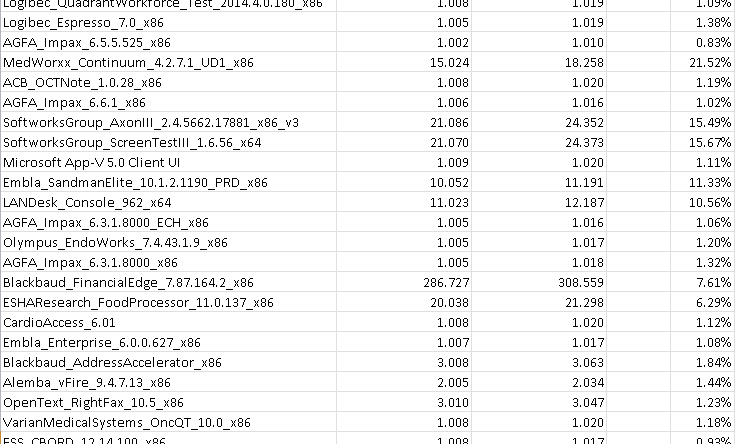 Logibec_QuadrantWorkforce_Test_2014.4.0.180_x86 1.008 1.019 1.09%
Logibec_Espresso_7.0_x86 1.005 1.019 1.38%
AGFA_Impax_6.5.5.525_x86 1.002 1.010 0.83%
MedWorxx_Continuum_4.2.7.1_UD1_x86 15.024 18.258 21.52%
ACB_OCTNote_1.0.28_x86 1.008 1.020 1.19%
AGFA_Impax_6.6.1_x86 1.006 1.016 1.02%
SoftworksGroup_AxonIII_2.4.5662.17881_x86_v3 21.086 24.352 15.49%
SoftworksGroup_ScreenTestIII_1.6.56_x64 21.070 24.373 15.67%
Microsoft App-V 5.0 Client UI 1.009 1.020 1.11%
Embla_SandmanElite_10.1.2.1190_PRD_x86 10.052 11.191 11.33%
LANDesk_Console_962_x64 11.023 12.187 10.56%
AGFA_Impax_6.3.1.8000_ECH_x86 1.005 1.016 1.06%
Olympus_EndoWorks_7.4.43.1.9_x86 1.005 1.017 1.20%
AGFA_Impax_6.3.1.8000_x86 1.005 1.018 1.32%
Blackbaud_FinancialEdge_7.87.164.2_x86 286.727 308.559 7.61%
ESHAResearch_FoodProcessor_11.0.137_x86 20.038 21.298 6.29%
CardioAccess_6.01 1.008 1.020 1.12%
Embla_Enterprise_6.0.0.627_x86 1.007 1.017 1.08%
Blackbaud_AddressAccelerator_x86 3.008 3.063 1.84%
Alemba_vFire_9.4.7.13_x86 2.005 2.034 1.44%
OpenText_RightFax_10.5_x86 3.010 3.047 1.23%
VarianMedicalSystems_OncQT_10.0_x86 1.008 1.020 1.18%
FSS_CBORD_12.14.100_x86 1.008 1.017 0.93%